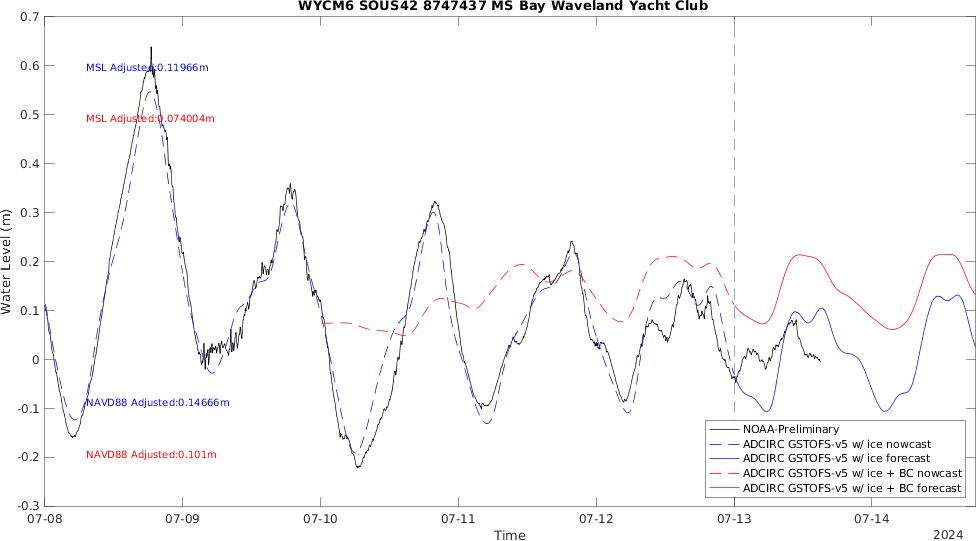 WYCM6 SOUS42 8747437 MS Bay Waveland Yacht Club
0.7
0.6
0.5
0.4
0.3
0.2
0.1
0
-0.1
-0.2
-0.3
Water Level (m)
MSL Adjusted:0.11966m
MSL Adjusted:0.074004m
NAVD88 Adjusted:0.14666m
NAVD88 Adjusted:0.101m
NOAA-Preliminary
ADCIRC GSTOFS-v5 w/ ice nowcast
ADCIRC GSTOFS-v5 w/ ice forecast
ADCIRC GSTOFS-v5 w/ ice + BC nowcast
ADCIRC GSTOFS-v5 w/ ice + BC forecast
07-08 07-09 07-10 07-11 07-12 07-13 07-14
Time
2024